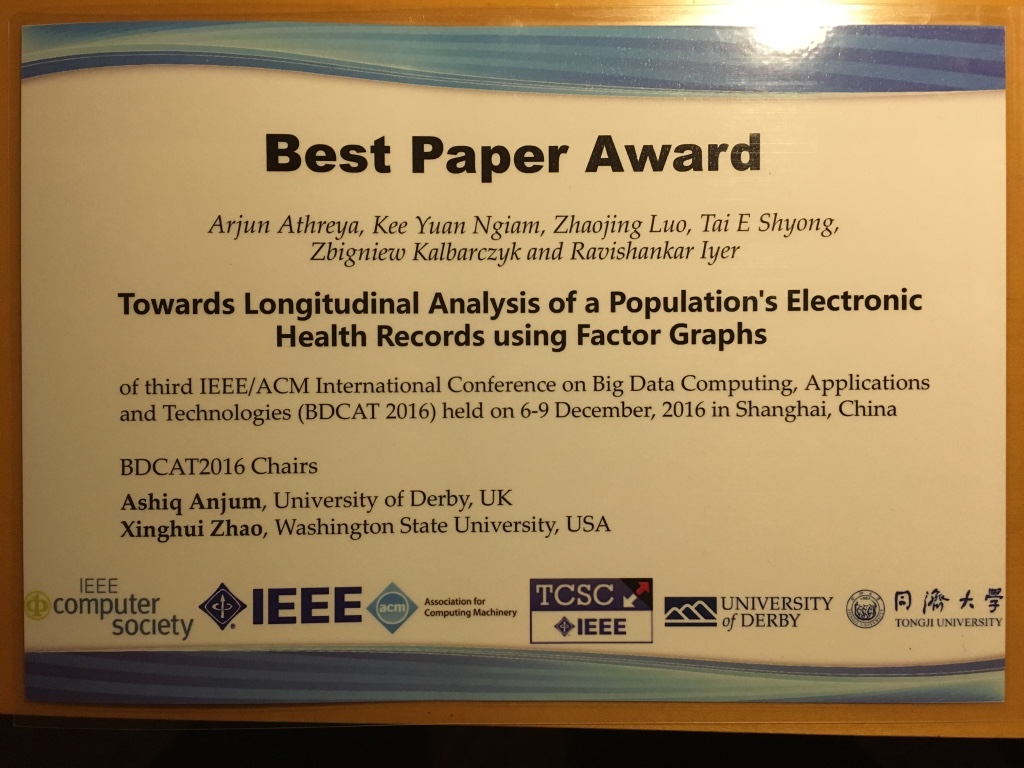 Best Paper Award
Arjun Athreya, Kee Yuan Ngiam, Zhaojing Luo, Tai E Shyong,
Zbigniew Kalbarczyk and Ravishankar Iyer
Towards Longitudinal Analysis of a Population's Electronic
Health Records using Factor Graphs
of third IEEE/ACM International Conference on Big Data Computing, Applications
and Technologies (BDCAT 2016) held on 6-9 December, 2016 in Shanghai, China
BDCAT2016 Chairs
Ashiq Anjum, University of Derby, UK
Xinghui Zhao, Washington State University, USA
IEEE
computer
society
IEEE
acm
Association for
Computing Machinery
TCSC
IEEE
UNIVERSITY
of DERBY
同濟大學
TONGJI UNIVERSITY